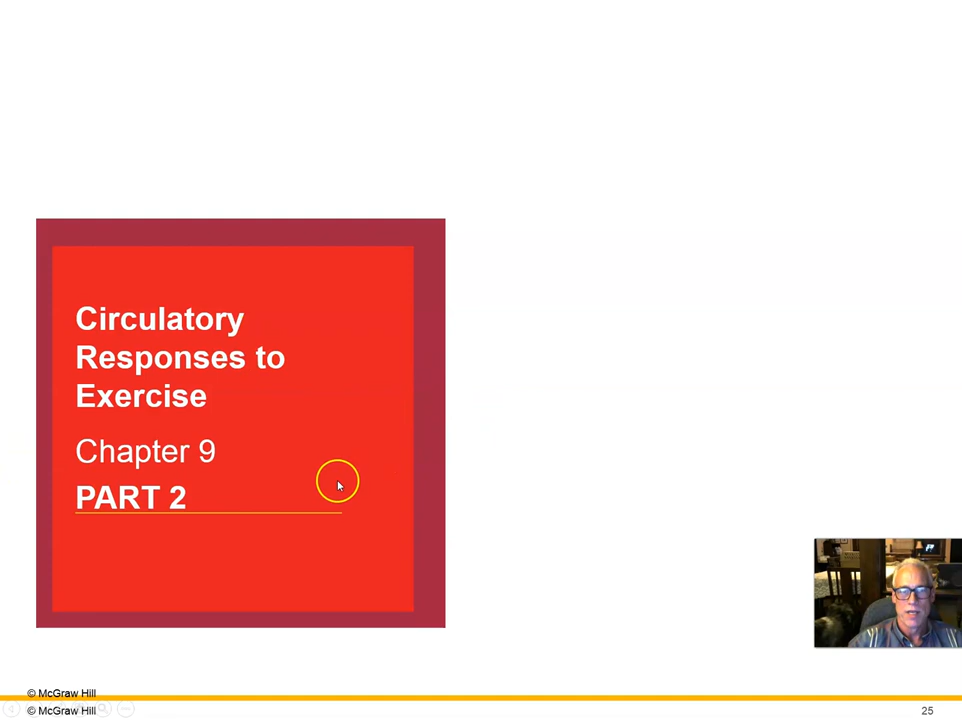 Circulatory
Responses to
Exercise
Chapter 9
PART 2
© McGraw Hill
© McGraw Hill
25